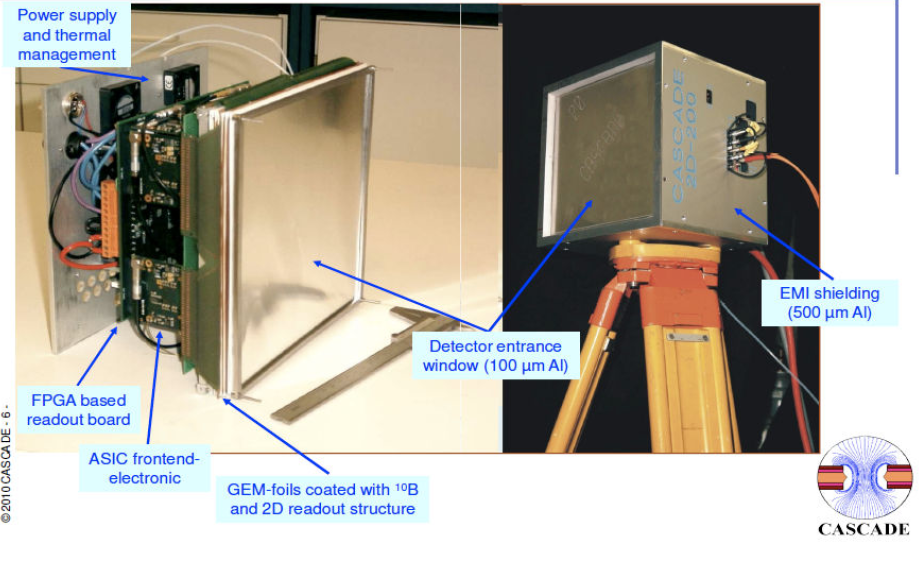 Power supply
and thermal
management
CASCADE
2D-200
CASCADE
EMI shielding
(500 µm Al)
Detector entrance
window (100 µm Al)
FPGA based
readout board
ASIC frontend-
electronic
GEM-foils coated with ¹⁰B
and 2D readout structure
© 2010 CASCADE - 6 -
CASCADE